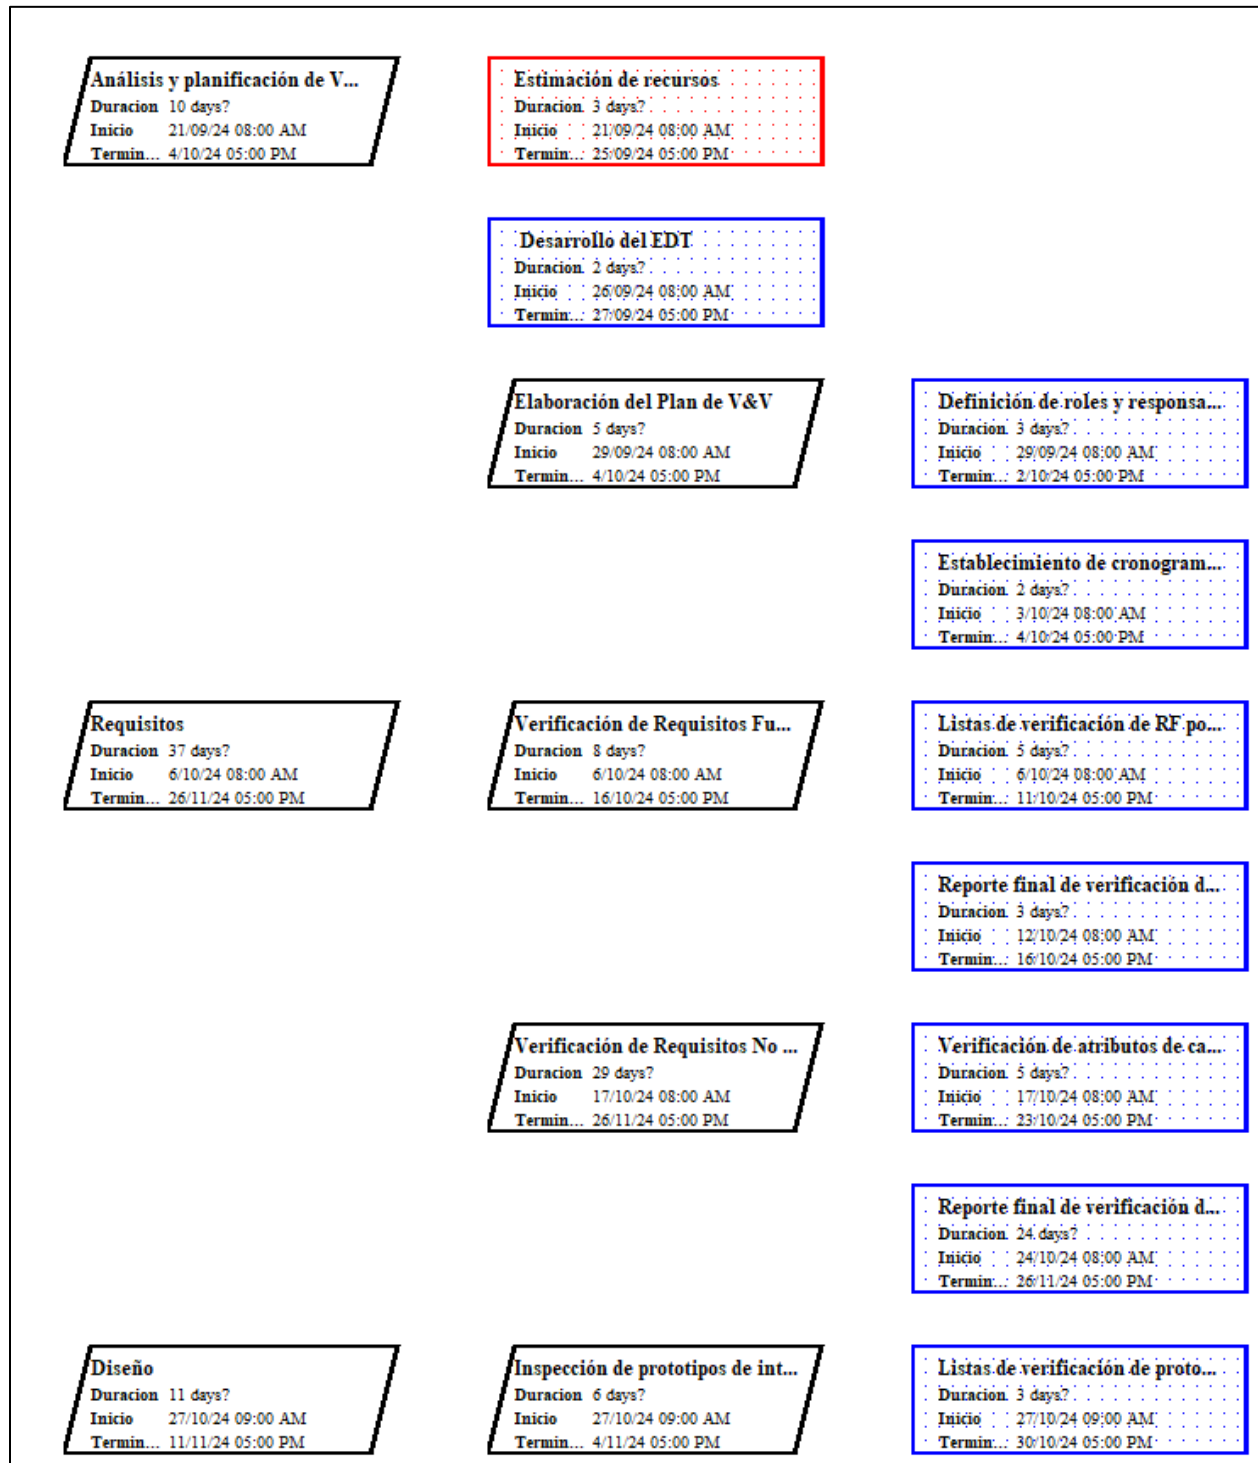 Análisis y planificación de V...
Duracion 10 days?
Inicio 21/09/24 08:00 AM
Termin... 4/10/24 05:00 PM
Estimación de recursos
Duracion 3 days?
Inicio 21/09/24 08:00 AM
Termin... 25/09/24 05:00 PM
Desarrollo del EDT
Duracion 2 days?
Inicio 26/09/24 08:00 AM
Termin... 27/09/24 05:00 PM
Elaboración del Plan de V&V
Duracion 5 days?
Inicio 29/09/24 08:00 AM
Termin... 4/10/24 05:00 PM
Definición de roles y responsa...
Duracion 3 days?
Inicio 29/09/24 08:00 AM
Termin... 2/10/24 05:00 PM
Establecimiento de cronogram...
Duracion 2 days?
Inicio 3/10/24 08:00 AM
Termin... 4/10/24 05:00 PM
Requisitos
Duracion 37 days?
Inicio 6/10/24 08:00 AM
Termin... 26/11/24 05:00 PM
Verificación de Requisitos Fu...
Duracion 8 days?
Inicio 6/10/24 08:00 AM
Termin... 16/10/24 05:00 PM
Listas de verificación de RF po...
Duracion 5 days?
Inicio 6/10/24 08:00 AM
Termin... 11/10/24 05:00 PM
Reporte final de verificación d...
Duracion 3 days?
Inicio 12/10/24 08:00 AM
Termin... 16/10/24 05:00 PM
Verificación de Requisitos No ...
Duracion 29 days?
Inicio 17/10/24 08:00 AM
Termin... 26/11/24 05:00 PM
Verificación de atributos de ca...
Duracion 5 days?
Inicio 17/10/24 08:00 AM
Termin... 23/10/24 05:00 PM
Reporte final de verificación d...
Duracion 24 days?
Inicio 24/10/24 08:00 AM
Termin... 26/11/24 05:00 PM
Diseño
Duracion 11 days?
Inicio 27/10/24 09:00 AM
Termin... 11/11/24 05:00 PM
Inspección de prototipos de int...
Duracion 6 days?
Inicio 27/10/24 09:00 AM
Termin... 4/11/24 05:00 PM
Listas de verificación de proto...
Duracion 3 days?
Inicio 27/10/24 09:00 AM
Termin... 30/10/24 05:00 PM